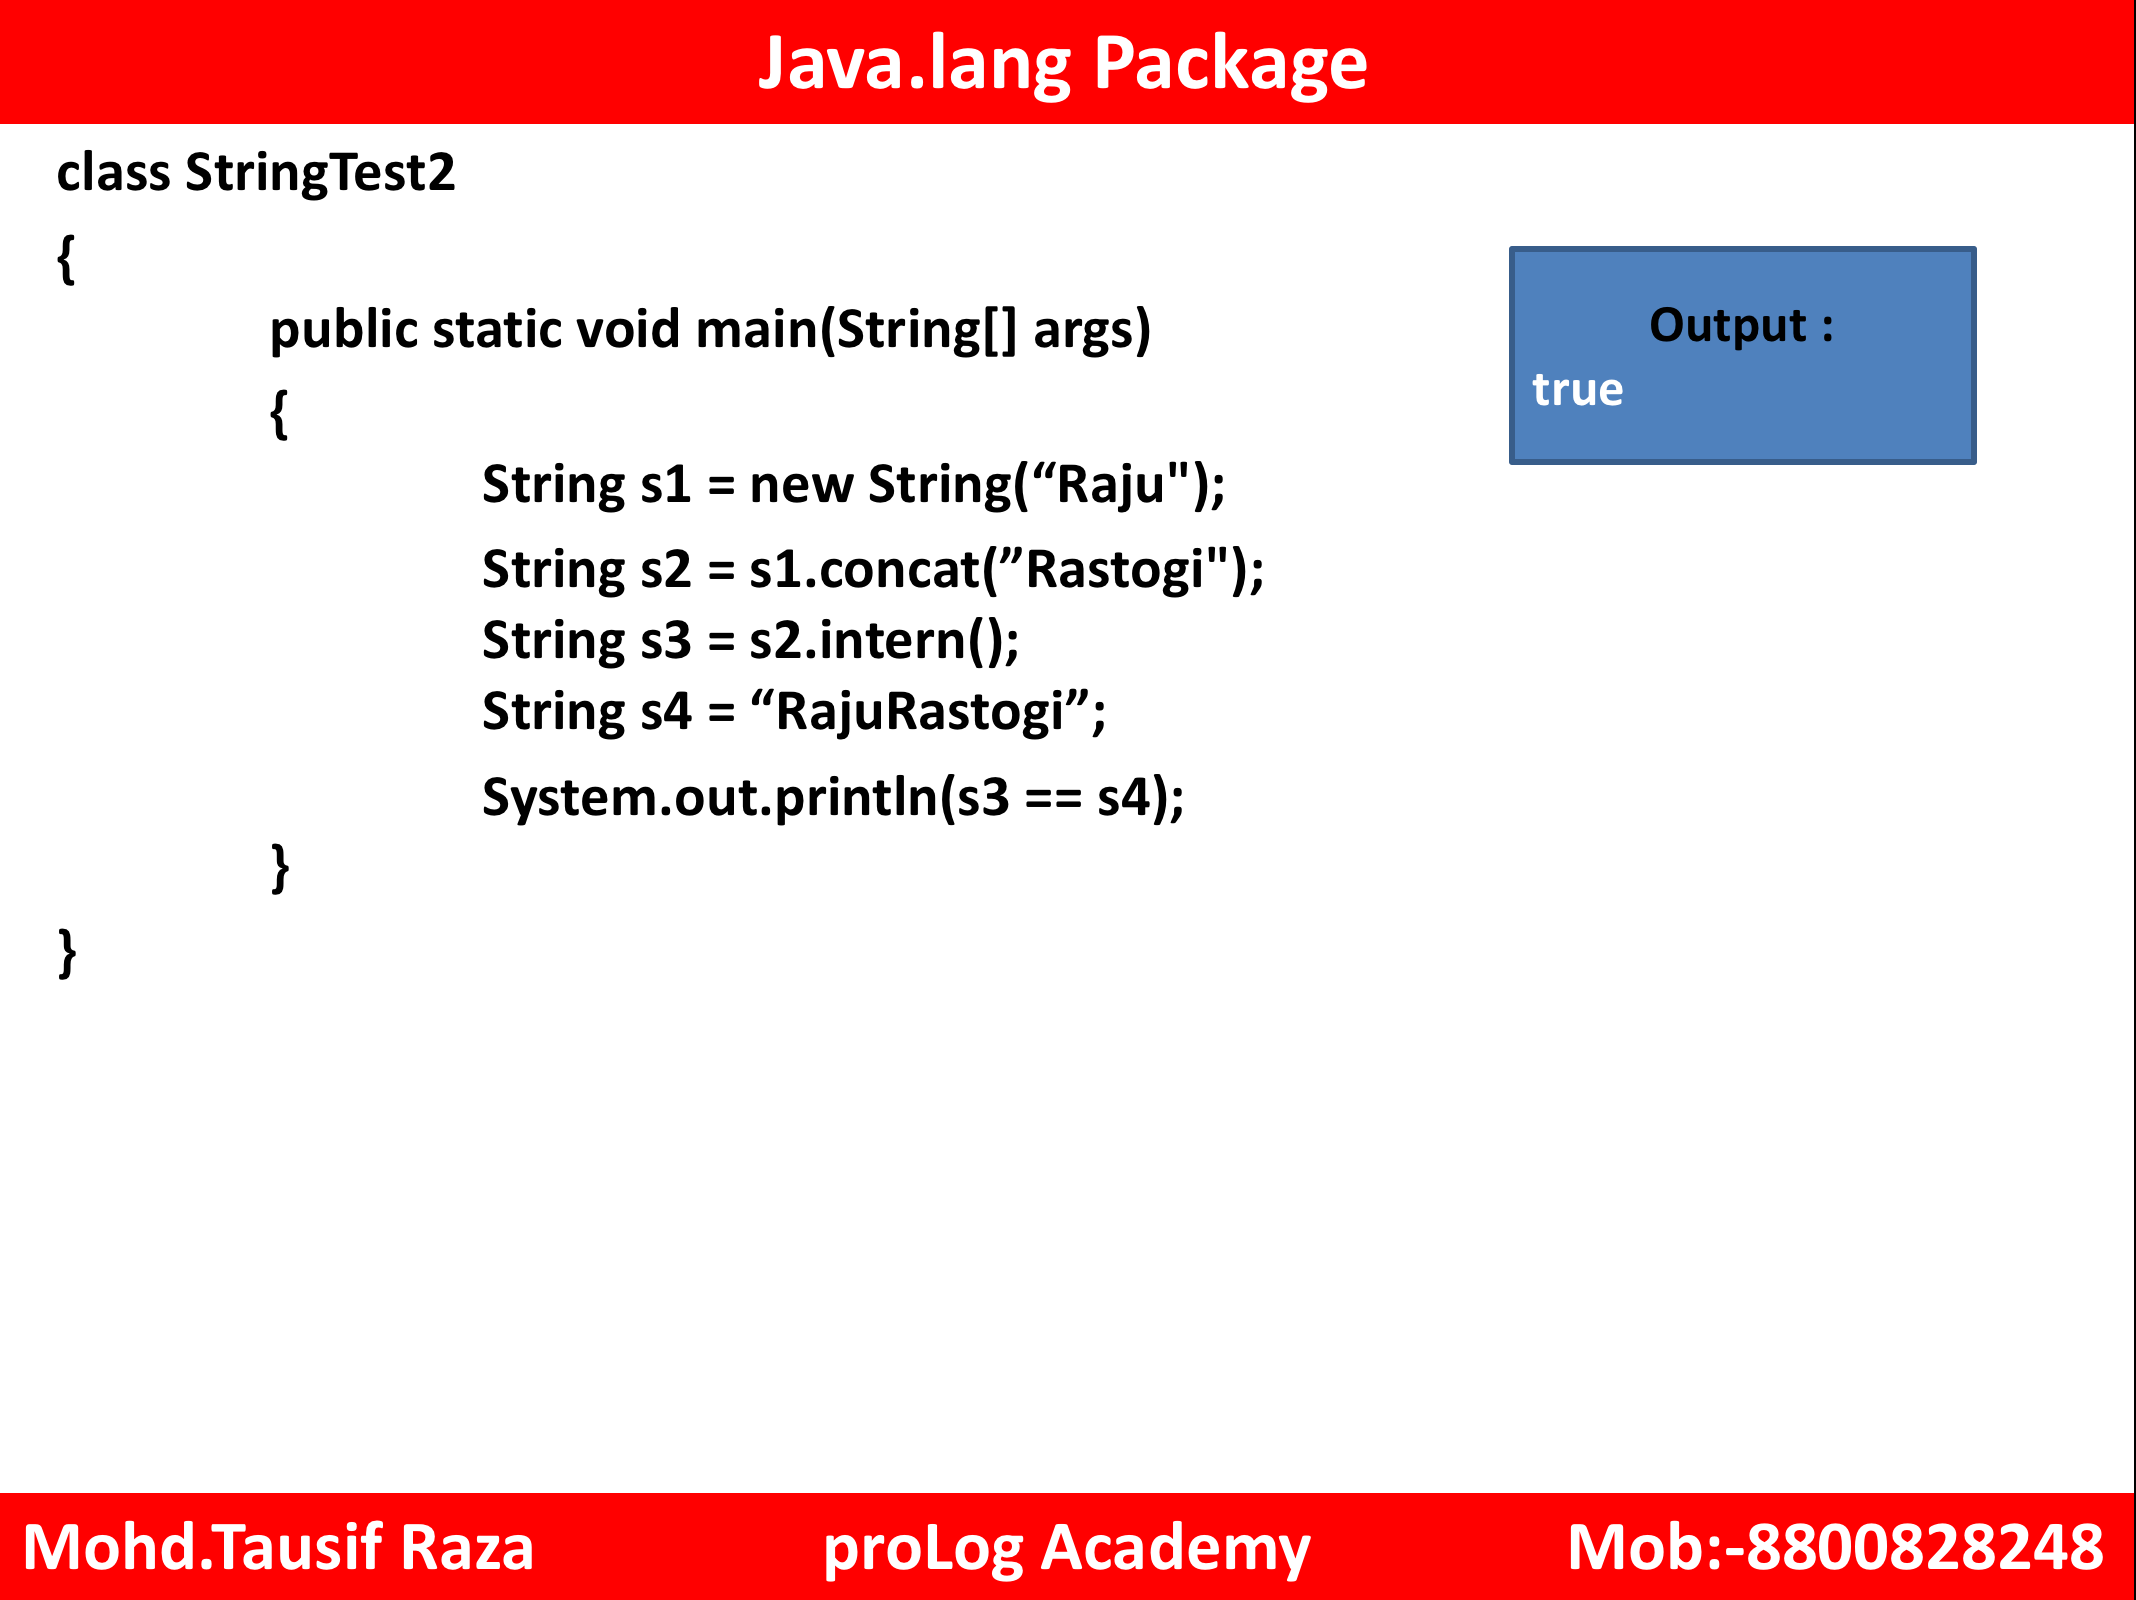 Java.lang Package
class StringTest2
{
public static void main(String[] args)
{
Output :
true
String s1 = new String(“Raju");
String s2 = s1.concat(”Rastogi");
String s3 = s2.intern();
String s4 = “RajuRastogi”;
System.out.println(s3 == s4);
}
}
Mohd.Tausif Raza proLog Academy Mob:-8800828248